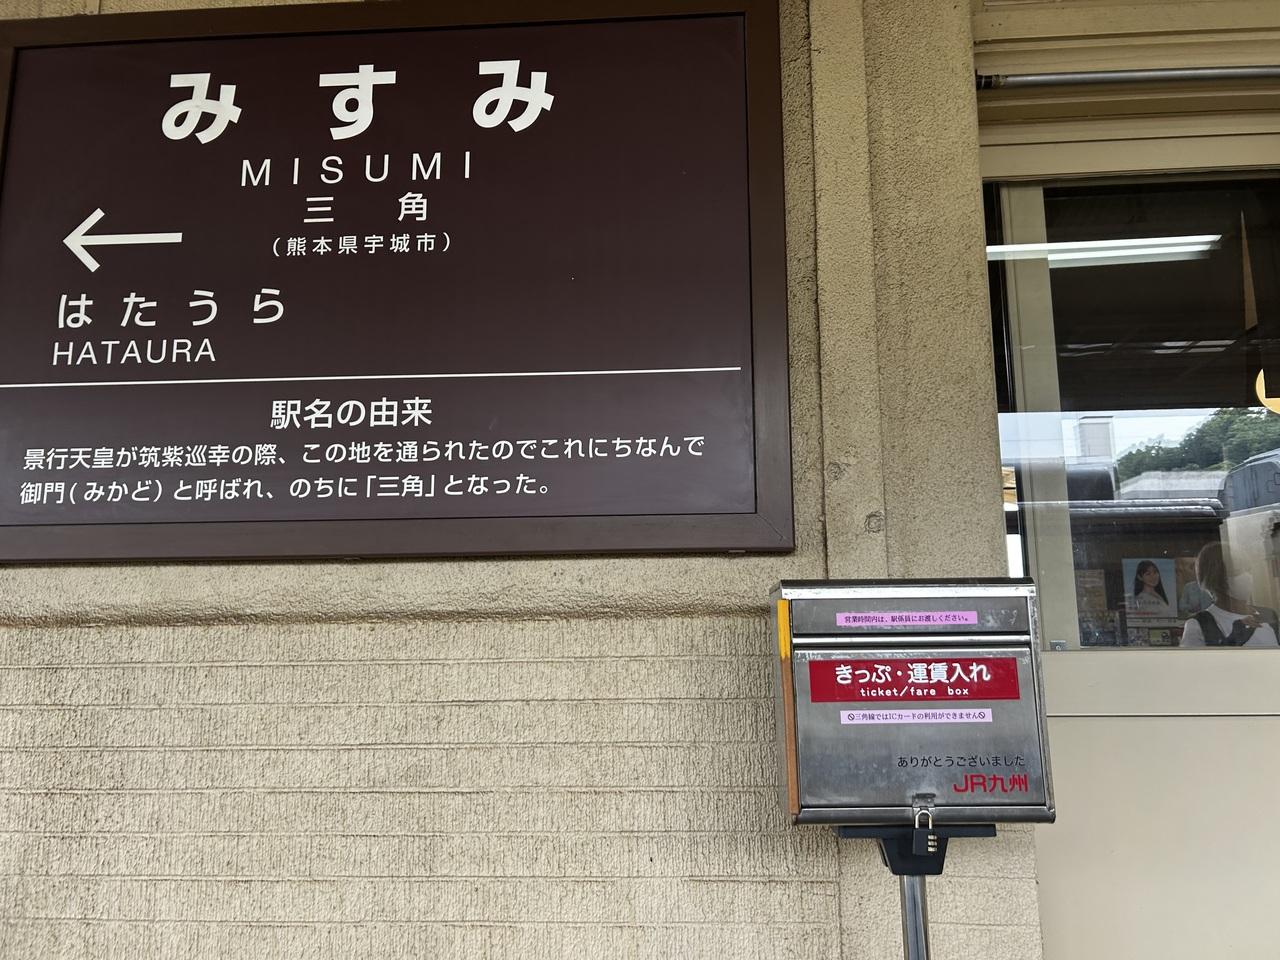 みすみ
MISUMI
三角
(熊本県宇城市)
はたうら
HATAURA
駅名の由来
景行天皇が筑紫巡幸の際、この地を通られたのでこれにちなんで
御門(みかど)と呼ばれ、のちに「三角」となった。
営業時間内は、駅係員にお渡しください。
きっぷ・運賃入れ
ticket/fare box
三角線ではICカードの利用ができません
ありがとうございました
JR九州